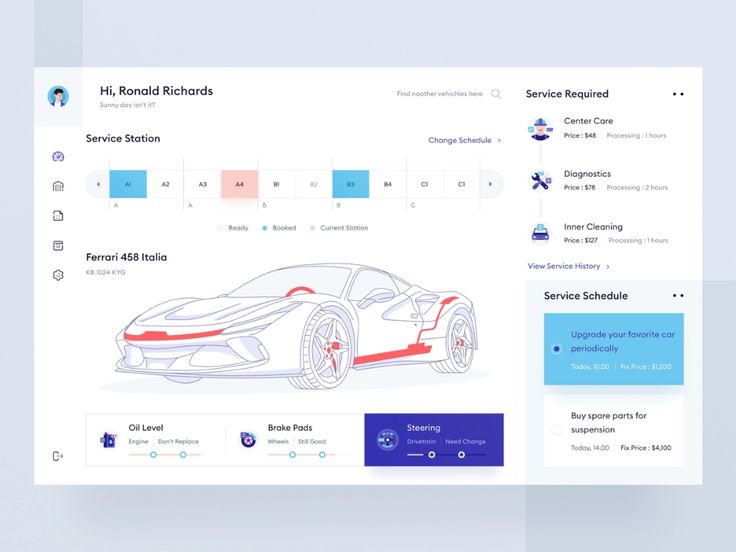 Hi, Ronald Richards
Sunny day isn't it?
Find naother vehichles here
Service Station
Change Schedule >
A1 A2 A3 A4 B1 B2 B3 B4 C1 C1
A A B B C
Ready Booked Current Station
Ferrari 458 Italia
KB 1024 KYG
Oil Level
Engine Don't Replace
Brake Pads
Wheels Still Good
Steering
Drivetrain Need Change
Service Required
Center Care
Price : $48 Processing : 1 hours
Diagnostics
Price : $78 Processing : 2 hours
Inner Cleaning
Price : $127 Processing : 1 hours
View Service History >
Service Schedule
Upgrade your favorite car
periodically
Today, 10.00 Fix Price : $1,200
Buy spare parts for
suspension
Today, 14.00 Fix Price : $4,100